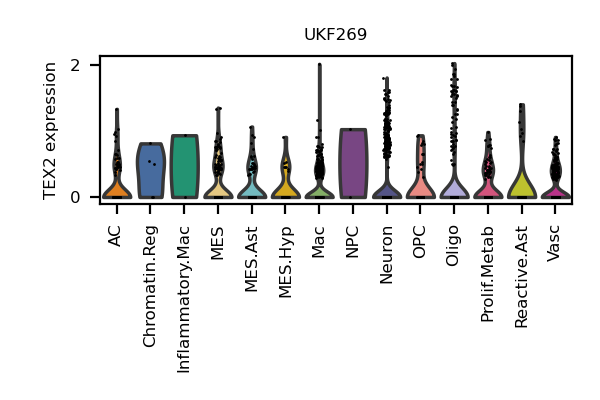 UKF269
TEX2 expression
2
0
AC
Chromatin.Reg
Inflammatory.Mac
MES
MES.Ast
MES.Hyp
Mac
NPC
Neuron
OPC
Oligo
Prolif.Metab
Reactive.Ast
Vasc